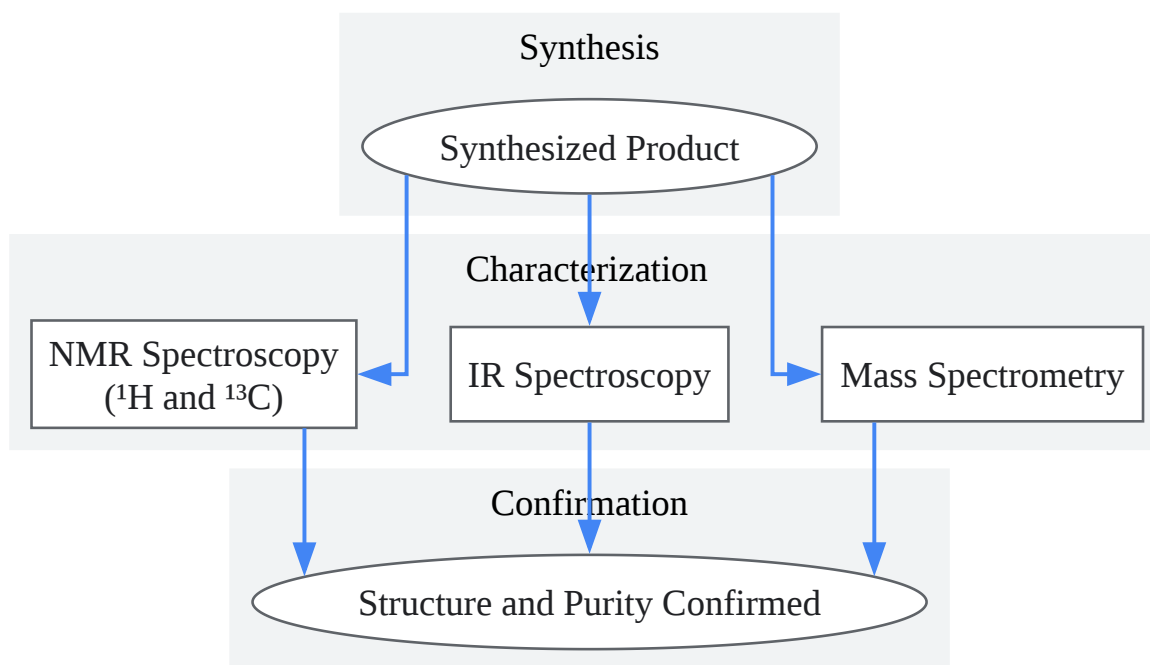 Synthesis
Synthesized Product
Characterization
NMR Spectroscopy
(¹H and ¹³C)
IR Spectroscopy
Mass Spectrometry
Confirmation
Structure and Purity Confirmed